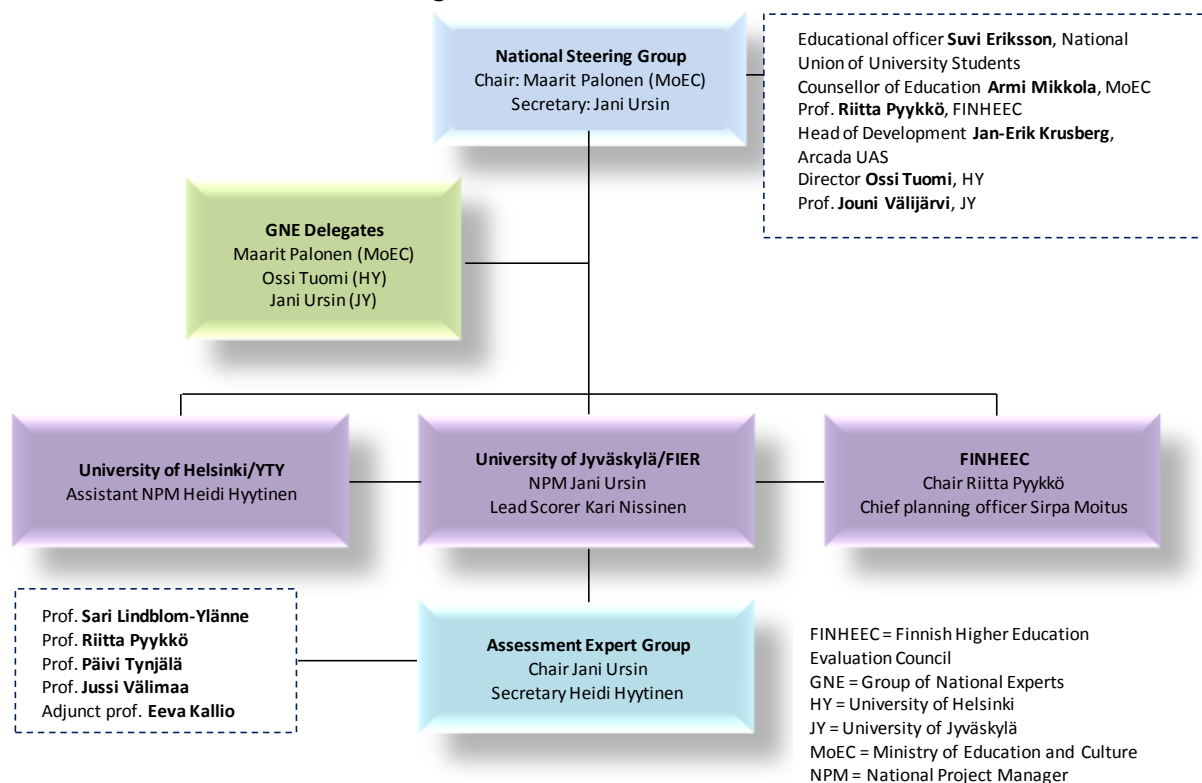 National Steering Group
Chair: Maarit Palonen (MoEC)
Secretary: Jani Ursin
Educational officer Suvi Eriksson, National
Union of University Students
Counsellor of Education Armi Mikkola, MoEC
Prof. Riitta Pyykkö, FINHEEC
Head of Development Jan-Erik Krusberg,
Arcada UAS
Director Ossi Tuomi, HY
Prof. Jouni Välijärvi, JY
GNE Delegates
Maarit Palonen (MoEC)
Ossi Tuomi (HY)
Jani Ursin (JY)
University of Helsinki/YTY
Assistant NPM Heidi Hyytinen
University of Jyväskylä/FIER
NPM Jani Ursin
Lead Scorer Kari Nissinen
FINHEEC
Chair Riitta Pyykkö
Chief planning officer Sirpa Moitus
Prof. Sari Lindblom-Ylänne
Prof. Riitta Pyykkö
Prof. Päivi Tynjälä
Prof. Jussi Välimaa
Adjunct prof. Eeva Kallio
Assessment Expert Group
Chair Jani Ursin
Secretary Heidi Hyytinen
FINHEEC = Finnish Higher Education
Evaluation Council
GNE = Group of National Experts
HY = University of Helsinki
JY = University of Jyväskylä
MoEC = Ministry of Education and Culture
NPM = National Project Manager